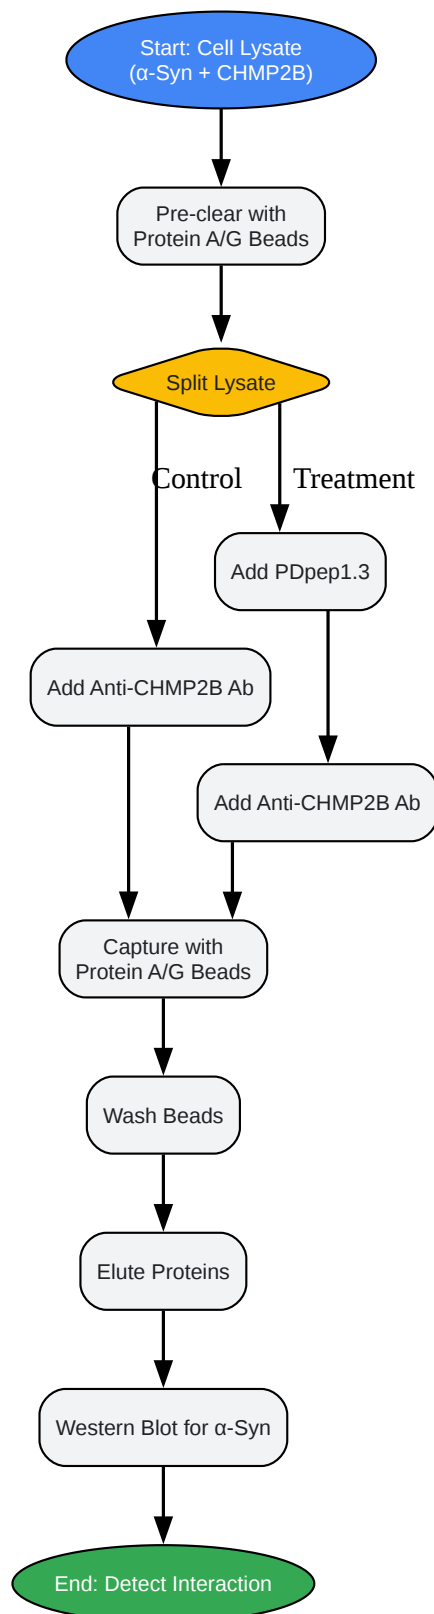 Start: Cell Lysate
(α-Syn + CHMP2B)
Pre-clear with
Protein A/G Beads
Split Lysate
Control
Treatment
Add PDpep1.3
Add Anti-CHMP2B Ab
Add Anti-CHMP2B Ab
Capture with
Protein A/G Beads
Wash Beads
Elute Proteins
Western Blot for α-Syn
End: Detect Interaction